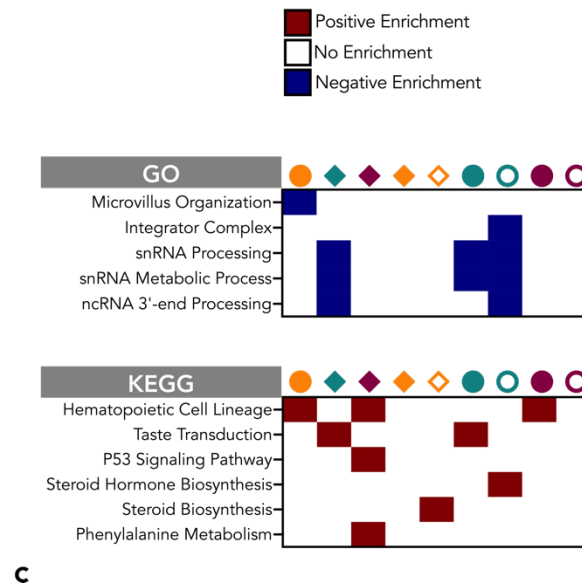 Positive Enrichment
No Enrichment
Negative Enrichment
GO
Microvillus Organization
Integrator Complex
snRNA Processing
snRNA Metabolic Process
ncRNA 3'-end Processing
KEGG
Hematopoietic Cell Lineage
Taste Transduction
P53 Signaling Pathway
Steroid Hormone Biosynthesis
Steroid Biosynthesis
Phenylalanine Metabolism
c